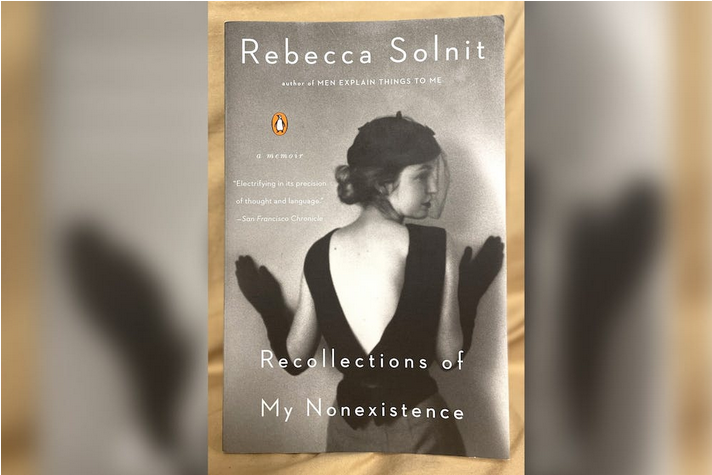 Rebecca Solnit
author of MEN EXPLAIN THINGS TO ME
a memoir
"Electrifying in its precision
of thought and language."
—San Francisco Chronicle
Recollections of
My Nonexistence